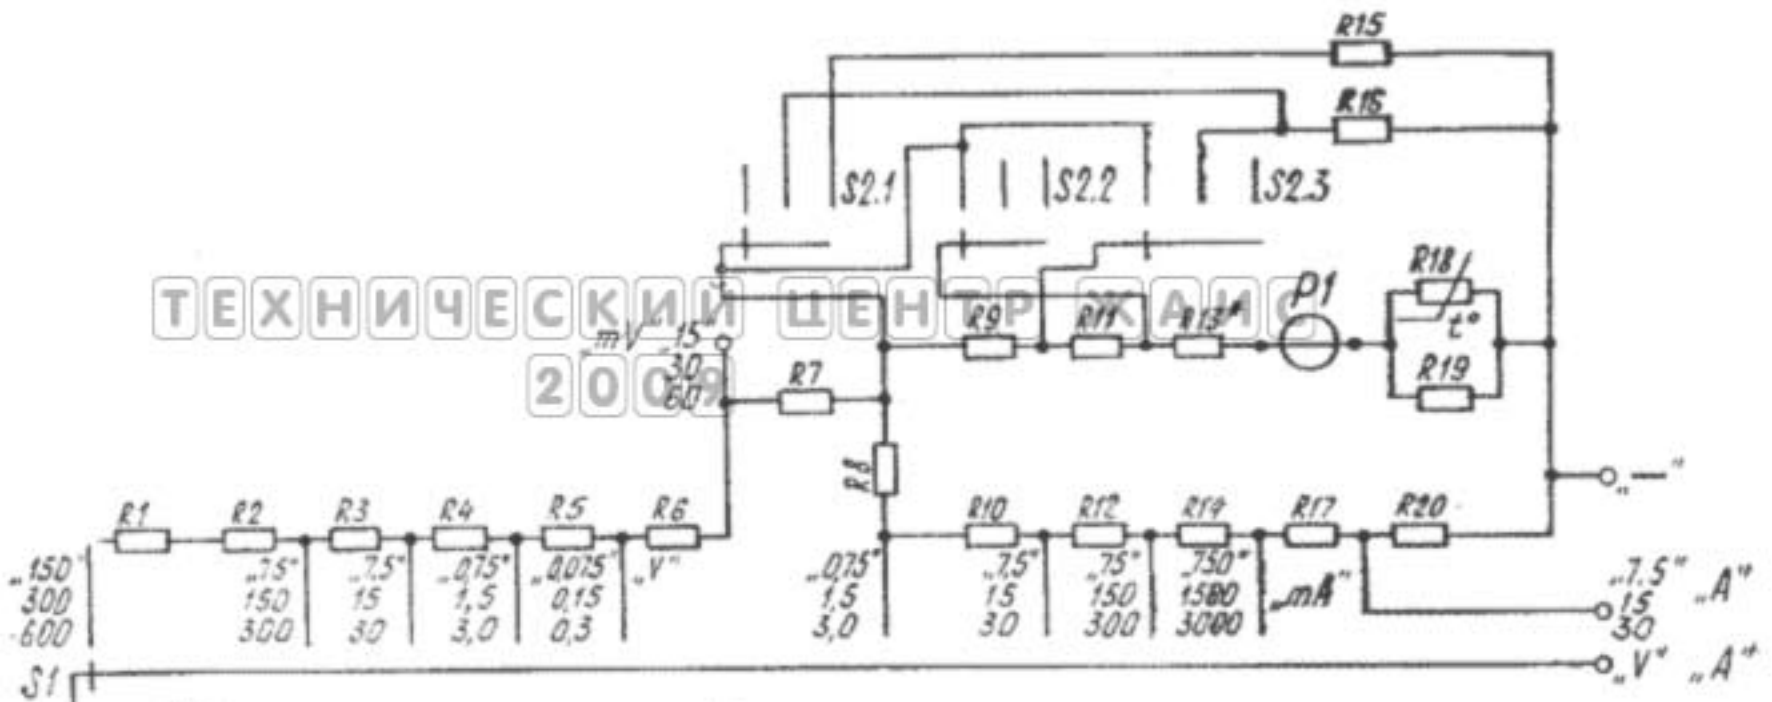 R15
R16
S2.1
S2.2
S2.3
ТЕХНИЧЕСКИЙ ЦЕНТР ЖАИС
R18
P1
t°
„mV" „15"
R9
R11
R13*
30
2009
60
R7
R19
R8
R1
R2
R3
R4
R5
R6
R10
R12
R14
R17
R20
„—"
„150"
300
600
„75"
150
300
„7,5"
15
30
„0,75"
1,5
3,0
„0,075"
0,15
0,3
„V"
„0,75"
1,5
3,0
„7,5"
15
30
„75"
150
300
„750"
1500
3000
„mA"
„7.5" „A"
15
30
S1
„V" „A"